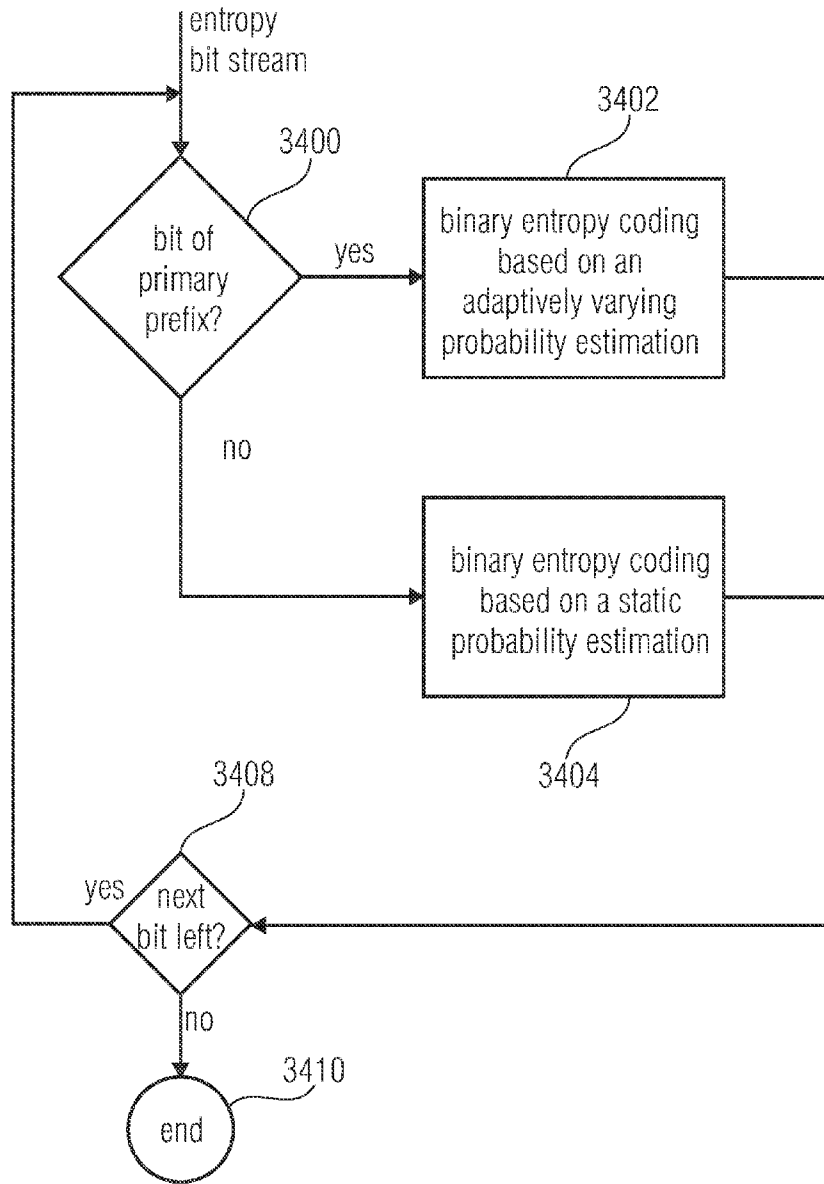 entropy
bit stream
3400
3402
bit of
primary
prefix?
yes
binary entropy coding
based on an
adaptively varying
probability estimation
no
binary entropy coding
based on a static
probability estimation
3404
3408
yes
next
bit left?
no
3410
end